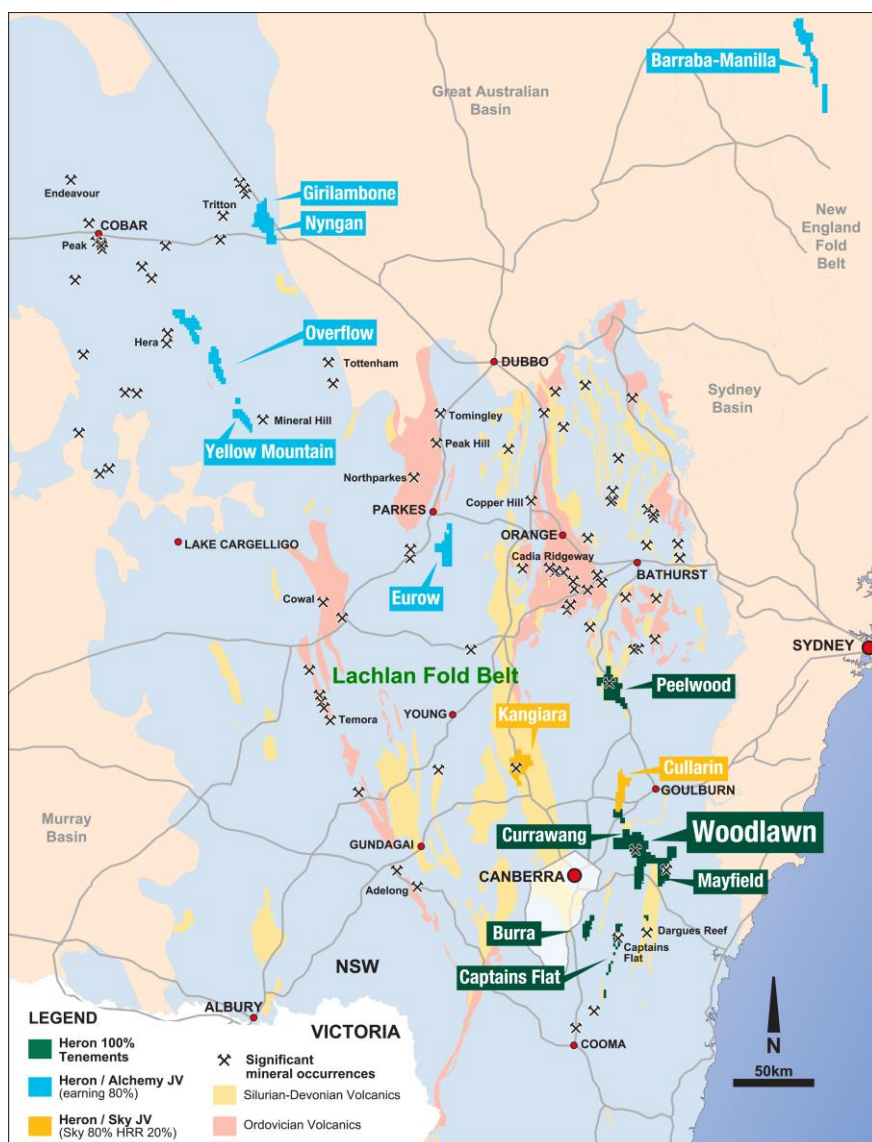 Barraba-Manilla
Great Australian
Basin
Girilambone
Endeavour
Tritton
New
England
Fold
Belt
Nyngan
COBAR
Peak
Overflow
Hera
Tottenham
DUBBO
Sydney
Basin
Mineral Hill
Tomingley
Yellow Mountain
Peak Hill
Northparkes
Copper Hill
PARKES
ORANGE
LAKE CARGELLIGO
Cadia Ridgeway
BATHURST
Eurow
Cowal
SYDNEY
Lachlan Fold Belt
Peelwood
Kangiara
YOUNG
Temora
Cullarin
GOULBURN
Murray
Basin
Currawang
Woodlawn
GUNDAGAI
CANBERRA
Mayfield
Adelong
Burra
Dargues Reef
Captains
Flat
NSW
Captains Flat
ALBURY
VICTORIA
COOMA
N
50km
LEGEND
Heron 100%
Tenements
Heron / Alchemy JV
(earning 80%)
Heron / Sky JV
(Sky 80% HRR 20%)
Significant
mineral occurrences
Silurian-Devonian Volcanics
Ordovician Volcanics